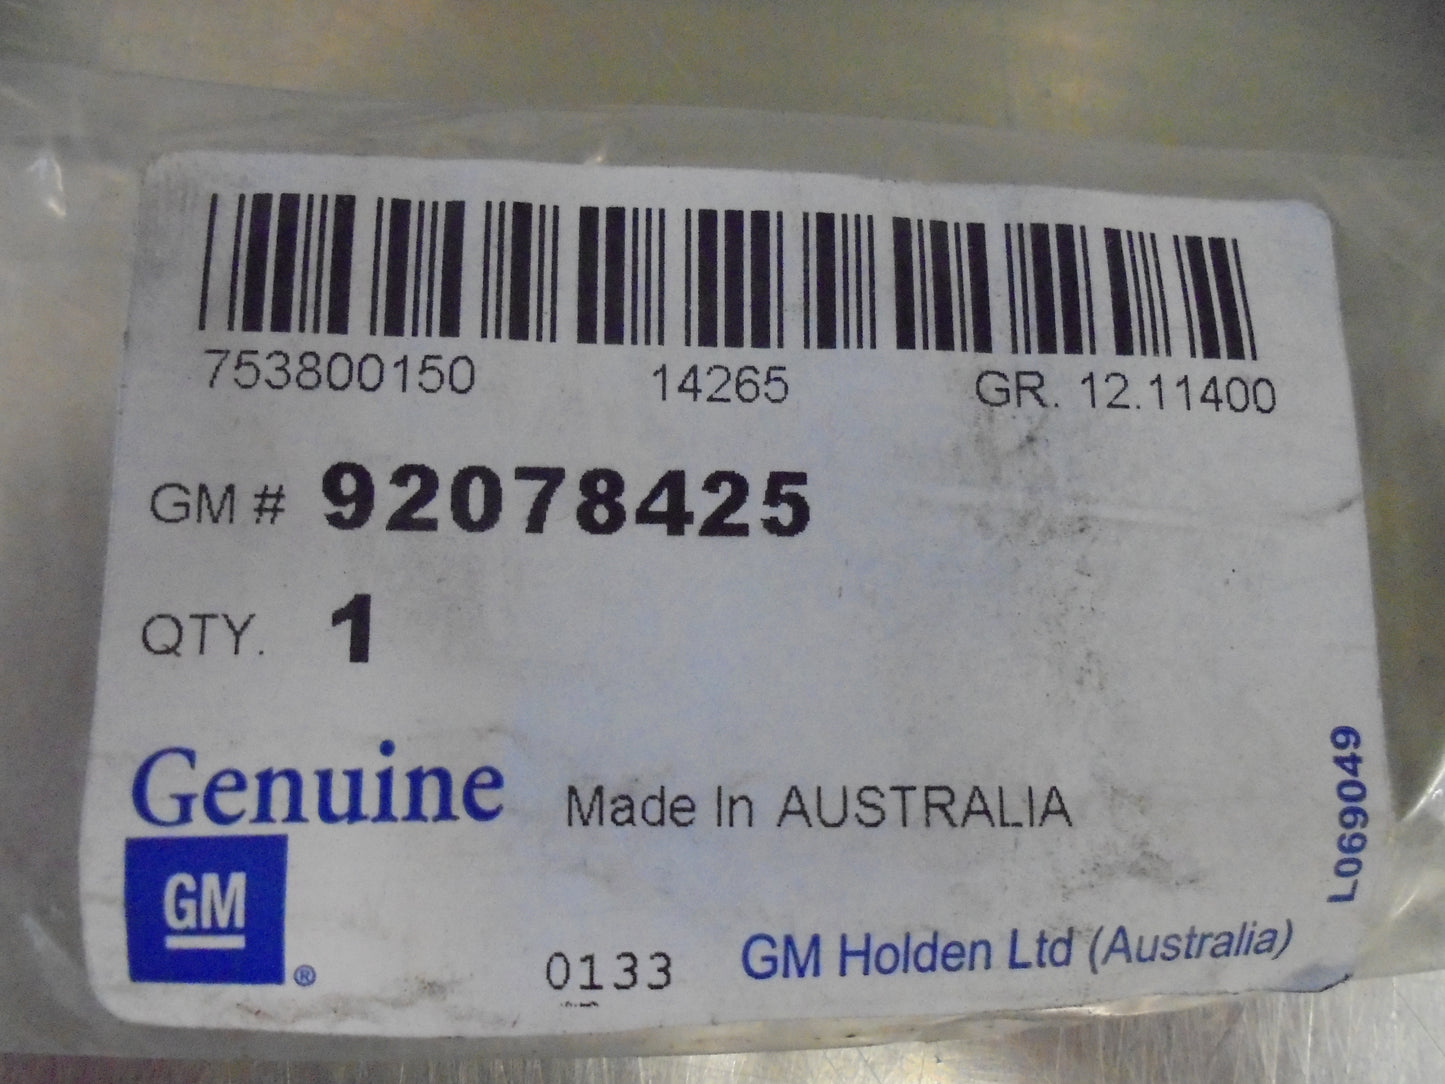 753800150 14265 GR. 12.11400
GM # 92078425
QTY. 1
Genuine Made In AUSTRALIA
GM ®
0133 GM Holden Ltd (Australia)
L069049